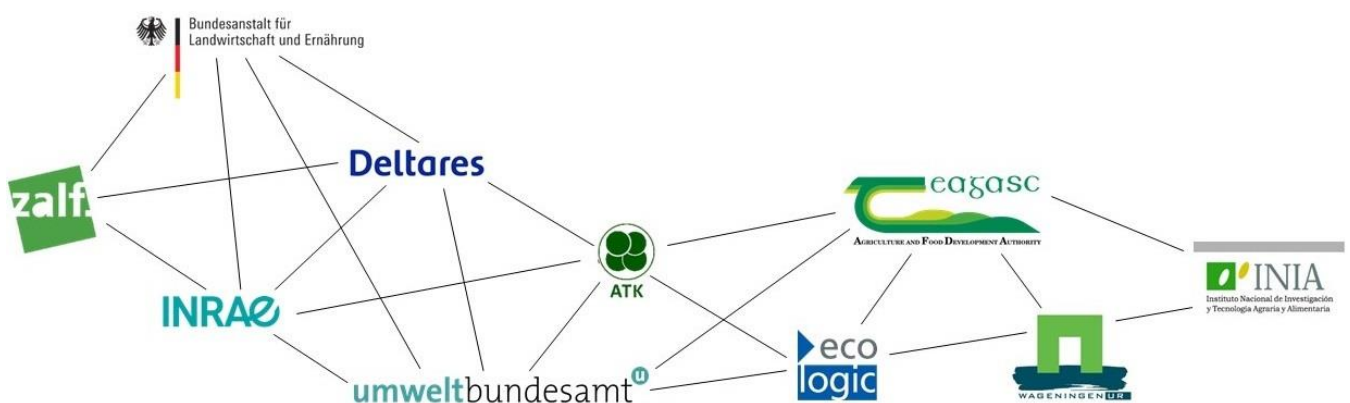 Bundesanstalt für
Landwirtschaft und Ernährung
Deltares
zalf.
eagasc
AGRICULTURE AND FOOD DEVELOPMENT AUTHORITY
ATK
INIA
Instituto Nacional de Investigación
y Tecnología Agraria y Alimentaria
INRAE
eco
logic
umweltbundesamt u
WAGENINGEN UR